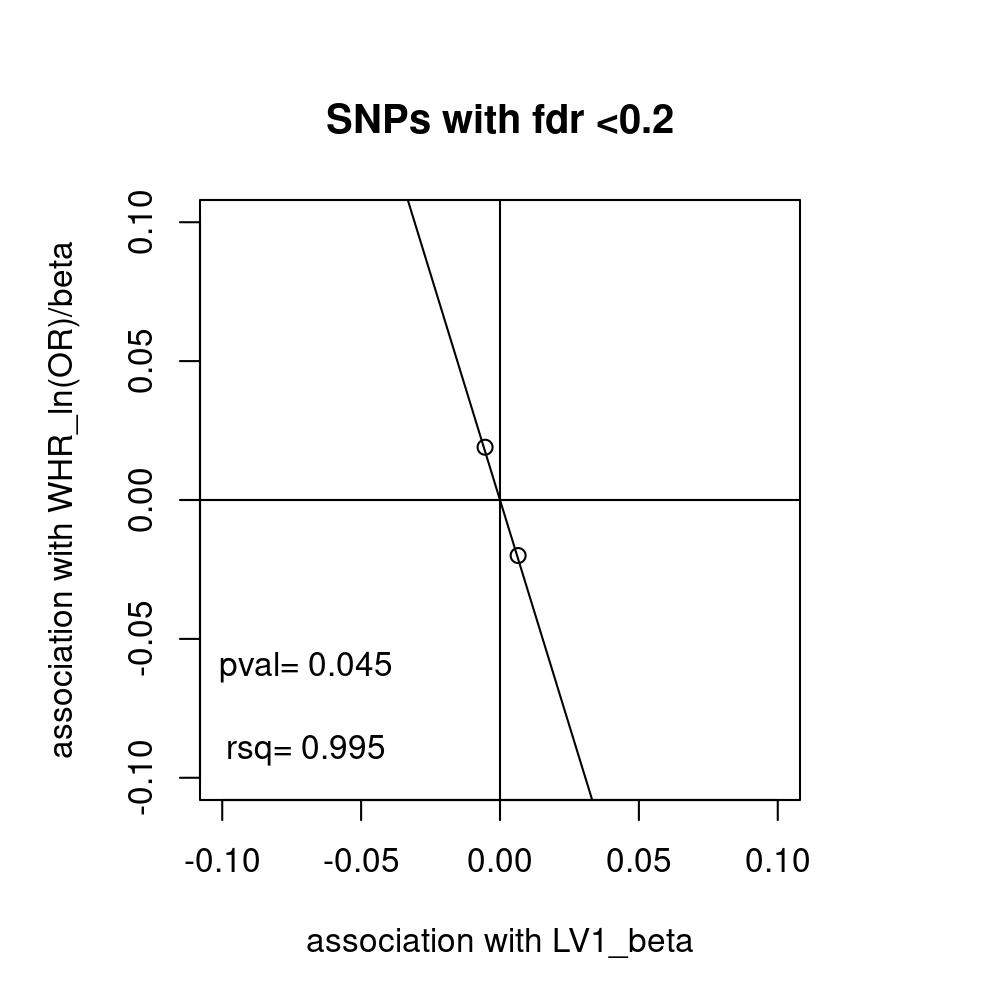 SNPs with fdr <0.2
association with WHR_ln(OR)/beta
0.10
0.05
0.00
-0.05
-0.10
pval= 0.045
rsq= 0.995
-0.10 -0.05 0.00 0.05 0.10
association with LV1_beta